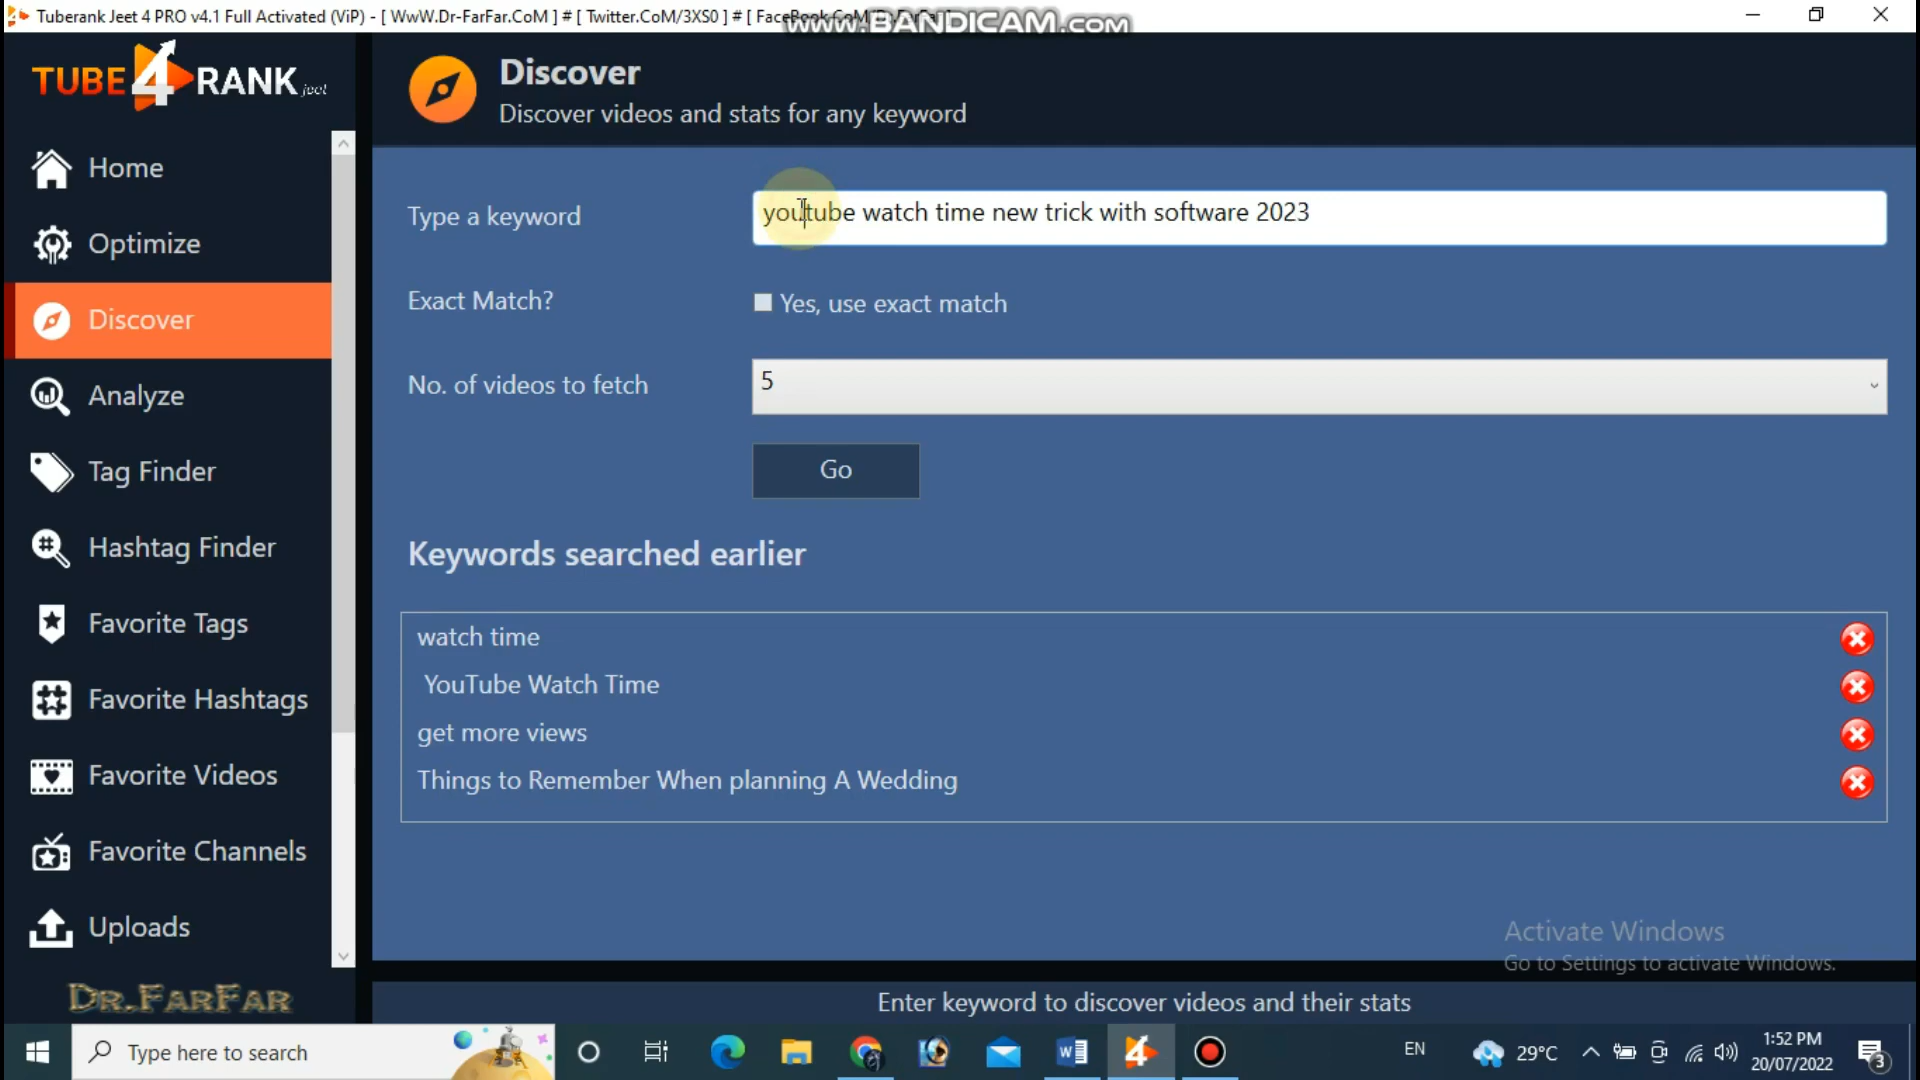 Tuberank Jeet 4 PRO v4.1 Full Activated (ViP) - [ WwW.Dr-FarFar.CoM ] # [ Twitter.CoM/3XS0 ] # [ FaceBook.CoM/
www.BANDICAM.com
TUBE 4 RANK jeet
Discover
Discover videos and stats for any keyword
Home
Optimize
Discover
Analyze
Tag Finder
Hashtag Finder
Favorite Tags
Favorite Hashtags
Favorite Videos
Favorite Channels
Uploads
DR.FARFAR
Type a keyword
youtube watch time new trick with software 2023
Exact Match?
Yes, use exact match
No. of videos to fetch
5
Go
Keywords searched earlier
watch time
YouTube Watch Time
get more views
Things to Remember When planning A Wedding
Activate Windows
Go to Settings to activate Windows.
Enter keyword to discover videos and their stats
Type here to search
EN
29°C
1:52 PM
20/07/2022
3